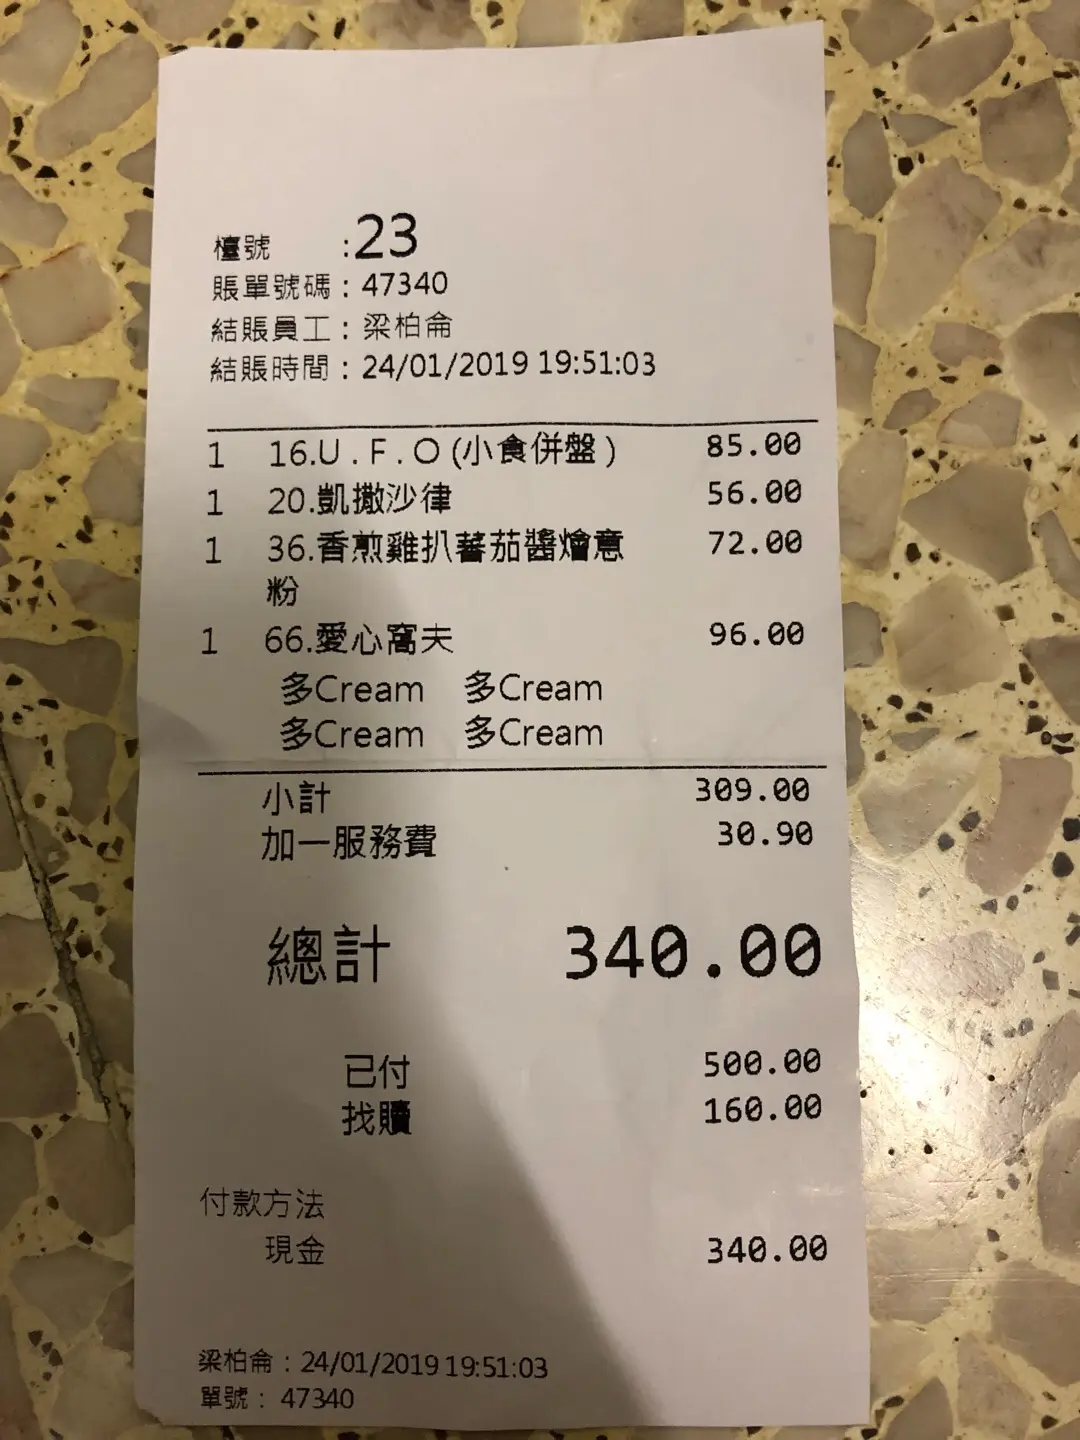 檯號 :23
賬單號碼 : 47340
結賬員工 : 梁柏侖
結賬時間 : 24/01/2019 19:51:03
1 16.U . F . O (小食併盤 ) 85.00
1 20.凱撒沙律 56.00
1 36.香煎雞扒蕃茄醬燴意 72.00
粉
1 66.愛心窩夫 96.00
多Cream 多Cream
多Cream 多Cream
小計 309.00
加一服務費 30.90
總計 340.00
已付 500.00
找贖 160.00
付款方法
現金 340.00
梁柏侖 : 24/01/2019 19:51:03
單號 : 47340